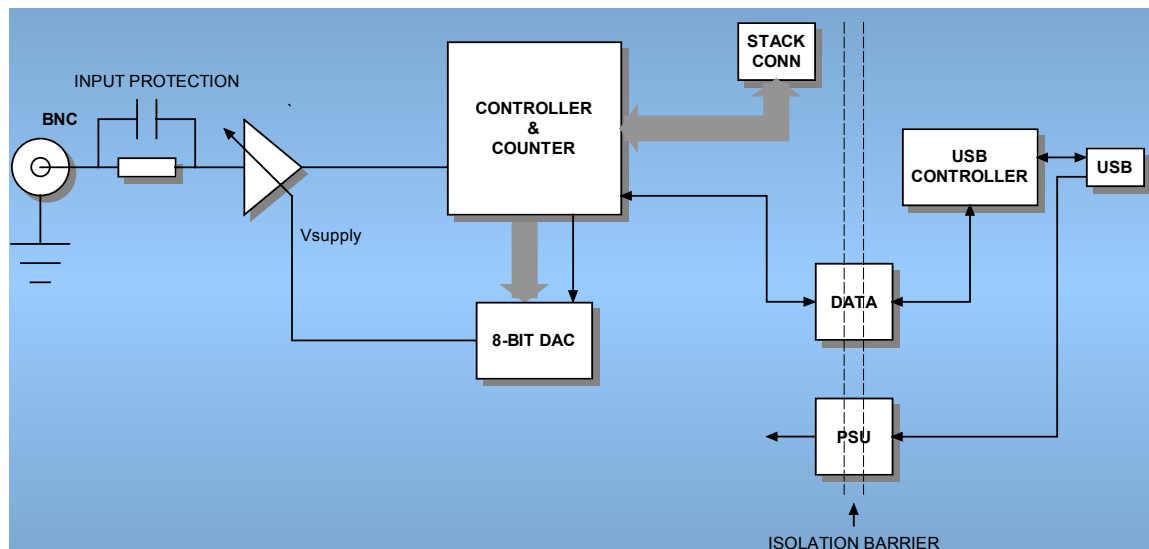 STACK
CONN
INPUT PROTECTION
BNC
CONTROLLER
&
COUNTER
USB
CONTROLLER
USB
Vsupply
8-BIT DAC
DATA
PSU
ISOLATION BARRIER